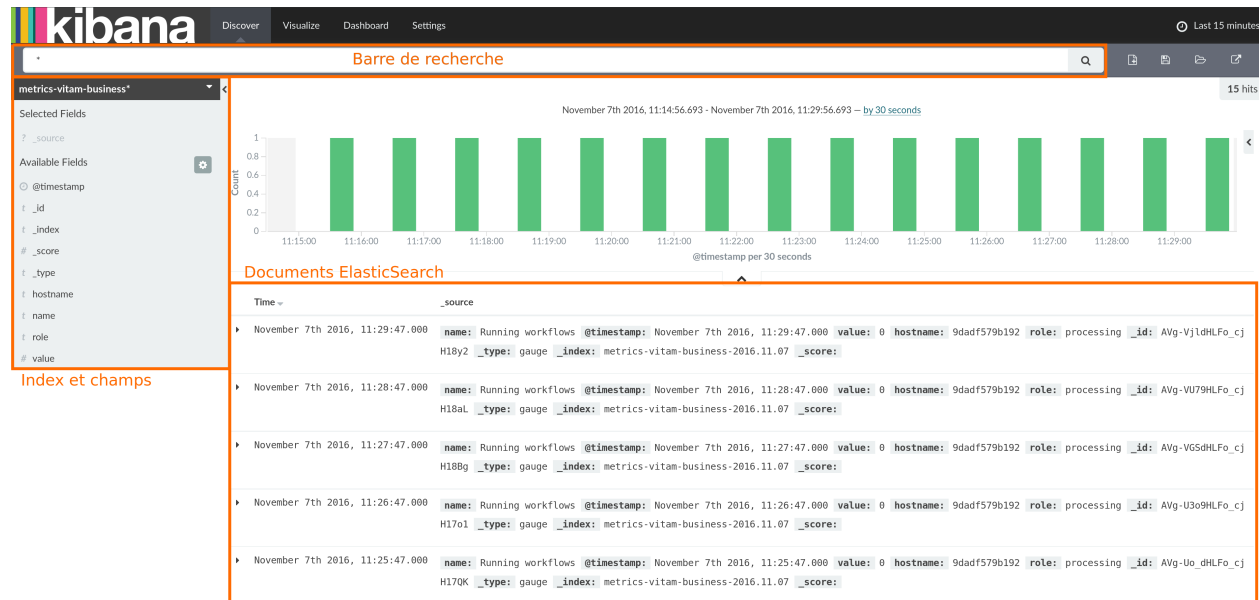 kibana Discover Visualize Dashboard Settings Last 15 minutes
* Barre de recherche
metrics-vitam-business*
15 hits
Selected Fields
? _source
Available Fields
@timestamp
t _id
t _index
# _score
t _type
t hostname
t name
t role
# value
Index et champs
November 7th 2016, 11:14:56.693 - November 7th 2016, 11:29:56.693 — by 30 seconds
Count
1
0.8
0.6
0.4
0.2
0
11:15:00 11:16:00 11:17:00 11:18:00 11:19:00 11:20:00 11:21:00 11:22:00 11:23:00 11:24:00 11:25:00 11:26:00 11:27:00 11:28:00 11:29:00
@timestamp per 30 seconds
Documents ElasticSearch
Time _source
November 7th 2016, 11:29:47.000 name: Running workflows @timestamp: November 7th 2016, 11:29:47.000 value: 0 hostname: 9dadf579b192 role: processing _id: AVg-VjldHLFo_cj
H18y2 _type: gauge _index: metrics-vitam-business-2016.11.07 _score:
November 7th 2016, 11:28:47.000 name: Running workflows @timestamp: November 7th 2016, 11:28:47.000 value: 0 hostname: 9dadf579b192 role: processing _id: AVg-VU79HLFo_cj
H18aL _type: gauge _index: metrics-vitam-business-2016.11.07 _score:
November 7th 2016, 11:27:47.000 name: Running workflows @timestamp: November 7th 2016, 11:27:47.000 value: 0 hostname: 9dadf579b192 role: processing _id: AVg-VGSdHLFo_cj
H18Bg _type: gauge _index: metrics-vitam-business-2016.11.07 _score:
November 7th 2016, 11:26:47.000 name: Running workflows @timestamp: November 7th 2016, 11:26:47.000 value: 0 hostname: 9dadf579b192 role: processing _id: AVg-U3o9HLFo_cj
H17o1 _type: gauge _index: metrics-vitam-business-2016.11.07 _score:
November 7th 2016, 11:25:47.000 name: Running workflows @timestamp: November 7th 2016, 11:25:47.000 value: 0 hostname: 9dadf579b192 role: processing _id: AVg-Uo_dHLFo_cj
H17QK _type: gauge _index: metrics-vitam-business-2016.11.07 _score: